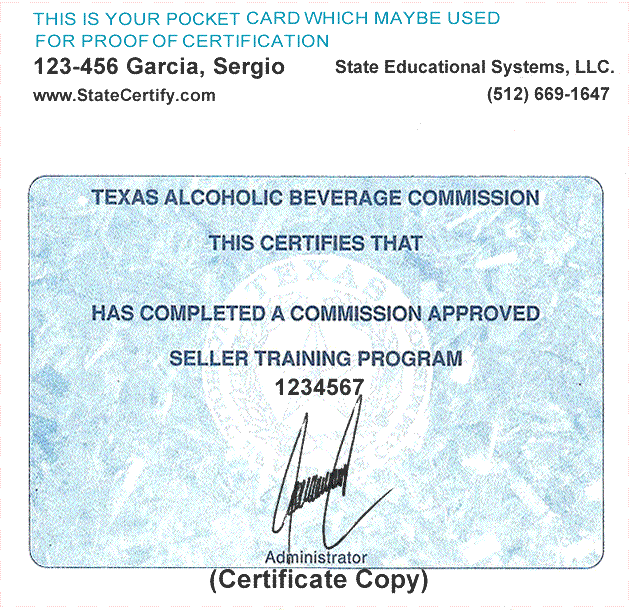 THIS IS YOUR POCKET CARD WHICH MAYBE USED
FOR PROOF OF CERTIFICATION
123-456 Garcia, Sergio State Educational Systems, LLC.
www.StateCertify.com (512) 669-1647
TEXAS ALCOHOLIC BEVERAGE COMMISSION
THIS CERTIFIES THAT
HAS COMPLETED A COMMISSION APPROVED
SELLER TRAINING PROGRAM
1234567
Administrator
(Certificate Copy)